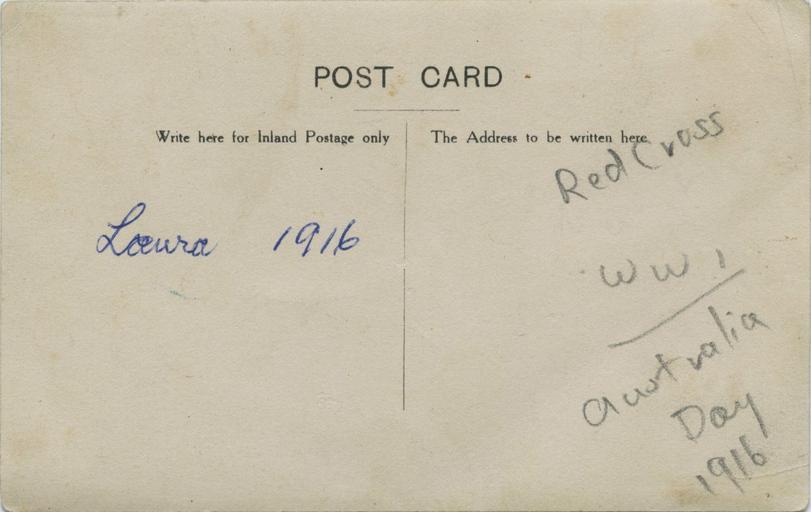 POST CARD
Write here for Inland Postage only
The Address to be written here
Laura 1916
Red Cross
WW1
Australia
Day
1916